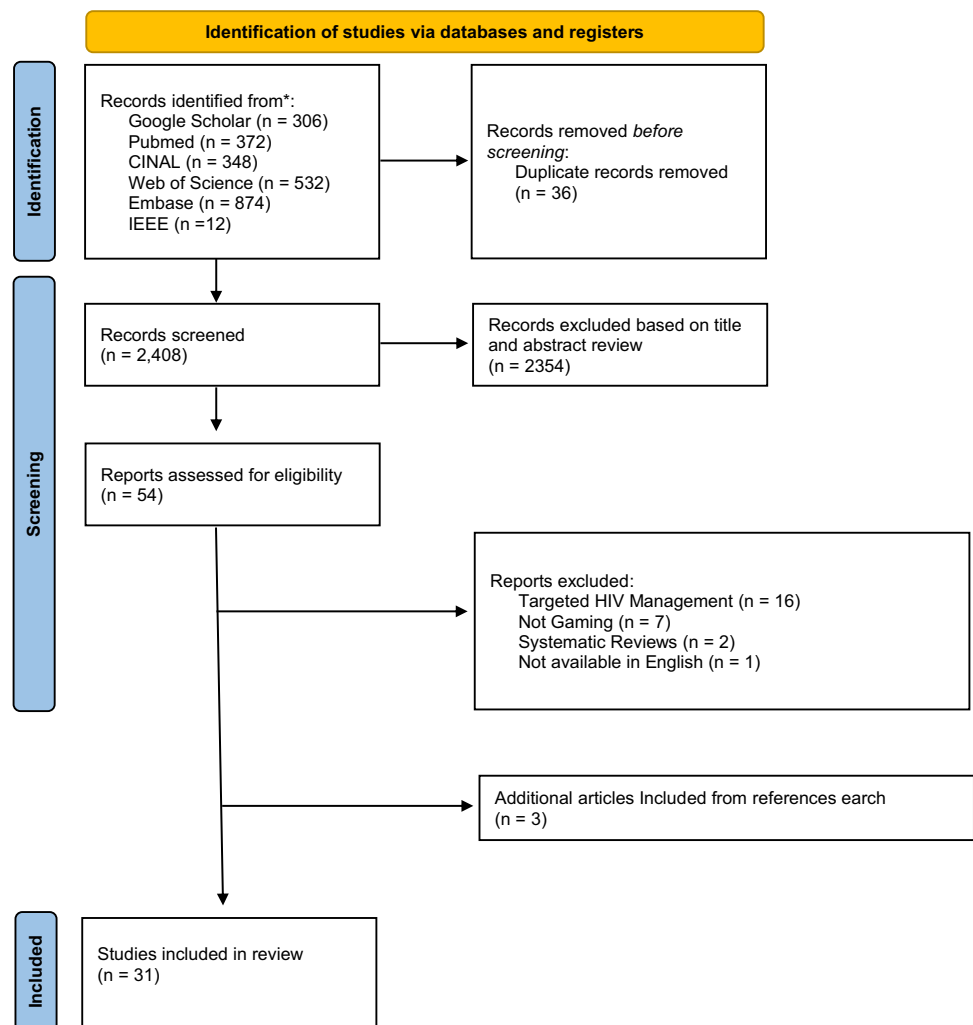 Identification of studies via databases and registers
Identification
Records identified from*:
Google Scholar (n = 306)
Pubmed (n = 372)
CINAL (n = 348)
Web of Science (n = 532)
Embase (n = 874)
IEEE (n =12)
Records removed before
screening:
Duplicate records removed
(n = 36)
Screening
Records screened
(n = 2,408)
Records excluded based on title
and abstract review
(n = 2354)
Reports assessed for eligibility
(n = 54)
Reports excluded:
Targeted HIV Management (n = 16)
Not Gaming (n = 7)
Systematic Reviews (n = 2)
Not available in English (n = 1)
Additional articles Included from references earch
(n = 3)
Included
Studies included in review
(n = 31)